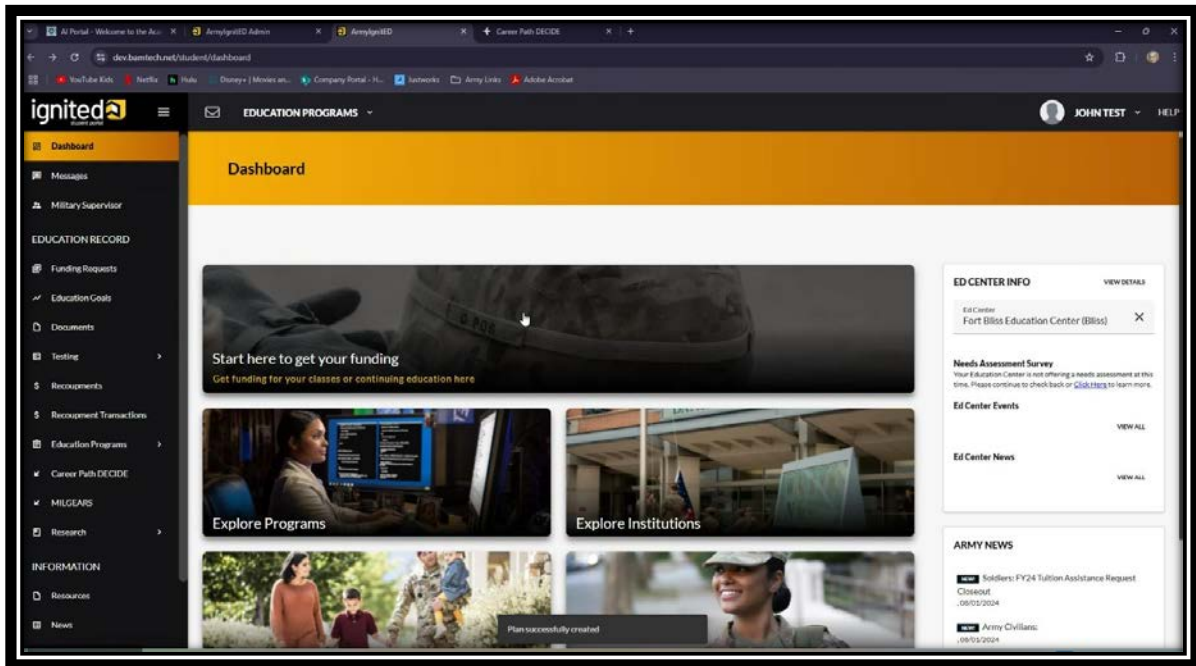 AI Portal - Welcome to the Aca
ArmyIgnitED Admin
ArmyIgnitED
Career Path DECIDE
dev.bamtech.net/student/dashboard
YouTube Kids
Netflix
Hulu
Disney+ | Movies an...
Company Portal - H...
Justworks
Army Links
Adobe Acrobat
ignited
student portal
EDUCATION PROGRAMS
JOHN TEST
HELP
Dashboard
Messages
Military Supervisor
EDUCATION RECORD
Funding Requests
Education Goals
Documents
Testing
Recoupments
Recoupment Transactions
Education Programs
Career Path DECIDE
MILGEARS
Research
INFORMATION
Resources
News
Dashboard
Start here to get your funding
Get funding for your classes or continuing education here
Explore Programs
Explore Institutions
Plan successfully created
ED CENTER INFO
VIEW DETAILS
Ed Center
Fort Bliss Education Center (Bliss)
Needs Assessment Survey
Your Education Center is not offering a needs assessment at this
time. Please continue to check back or Click Here to learn more.
Ed Center Events
VIEW ALL
Ed Center News
VIEW ALL
ARMY NEWS
NEW! Soldiers: FY24 Tuition Assistance Request
Closeout
, 08/01/2024
NEW! Army Civilians:
, 08/01/2024